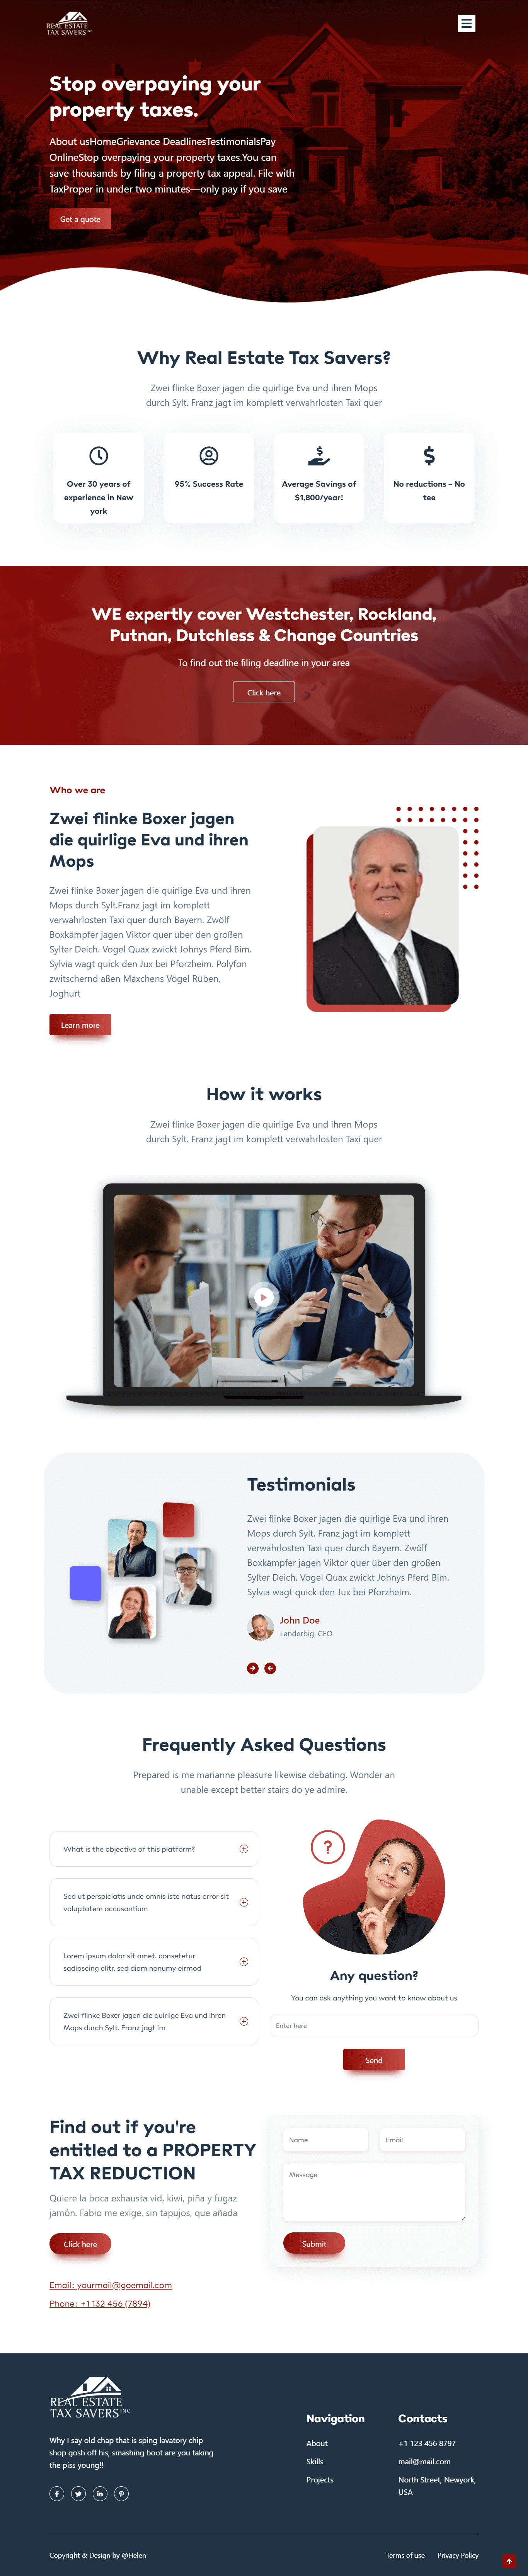 REAL ESTATE
TAX SAVERS INC
Stop overpaying your
property taxes.
About usHomeGrievance DeadlinesTestimonialsPay
OnlineStop overpaying your property taxes.You can
save thousands by filing a property tax appeal. File with
TaxProper in under two minutes—only pay if you save
Get a quote
Why Real Estate Tax Savers?
Zwei flinke Boxer jagen die quirlige Eva und ihren Mops
durch Sylt. Franz jagt im komplett verwahrlosten Taxi quer
Over 30 years of
experience in New
york
95% Success Rate
Average Savings of
$1,800/year!
No reductions – No
tee
WE expertly cover Westchester, Rockland,
Putnan, Dutchless & Change Countries
To find out the filing deadline in your area
Click here
Who we are
Zwei flinke Boxer jagen
die quirlige Eva und ihren
Mops
Zwei flinke Boxer jagen die quirlige Eva und ihren
Mops durch Sylt.Franz jagt im komplett
verwahrlosten Taxi quer durch Bayern. Zwölf
Boxkämpfer jagen Viktor quer über den großen
Sylter Deich. Vogel Quax zwickt Johnys Pferd Bim.
Sylvia wagt quick den Jux bei Pforzheim. Polyfon
zwitschernd aßen Mäxchens Vögel Rüben,
Joghurt
Learn more
How it works
Zwei flinke Boxer jagen die quirlige Eva und ihren Mops
durch Sylt. Franz jagt im komplett verwahrlosten Taxi quer
Testimonials
Zwei flinke Boxer jagen die quirlige Eva und ihren
Mops durch Sylt. Franz jagt im komplett
verwahrlosten Taxi quer durch Bayern. Zwölf
Boxkämpfer jagen Viktor quer über den großen
Sylter Deich. Vogel Quax zwickt Johnys Pferd Bim.
Sylvia wagt quick den Jux bei Pforzheim.
John Doe
Landerbig, CEO
Frequently Asked Questions
Prepared is me marianne pleasure likewise debating. Wonder an
unable except better stairs do ye admire.
What is the objective of this platform?
Sed ut perspiciatis unde omnis iste natus error sit
voluptatem accusantium
Lorem ipsum dolor sit amet, consetetur
sadipscing elitr, sed diam nonumy eirmod
Zwei flinke Boxer jagen die quirlige Eva und ihren
Mops durch Sylt. Franz jagt im
?
Any question?
You can ask anything you want to know about us
Enter here
Send
Find out if you're
entitled to a PROPERTY
TAX REDUCTION
Quiere la boca exhausta vid, kiwi, piña y fugaz
jamón. Fabio me exige, sin tapujos, que añada
Click here
Email: yourmail@goemail.com
Phone: +1 132 456 (7894)
Name
Email
Message
Submit
REAL ESTATE
TAX SAVERS INC
Why I say old chap that is sping lavatory chip
shop gosh off his, smashing boot are you taking
the piss young!!
Navigation
About
Skills
Projects
Contacts
+1 123 456 8797
mail@mail.com
North Street, Newyork,
USA
Copyright & Design by @Helen
Terms of use
Privacy Policy